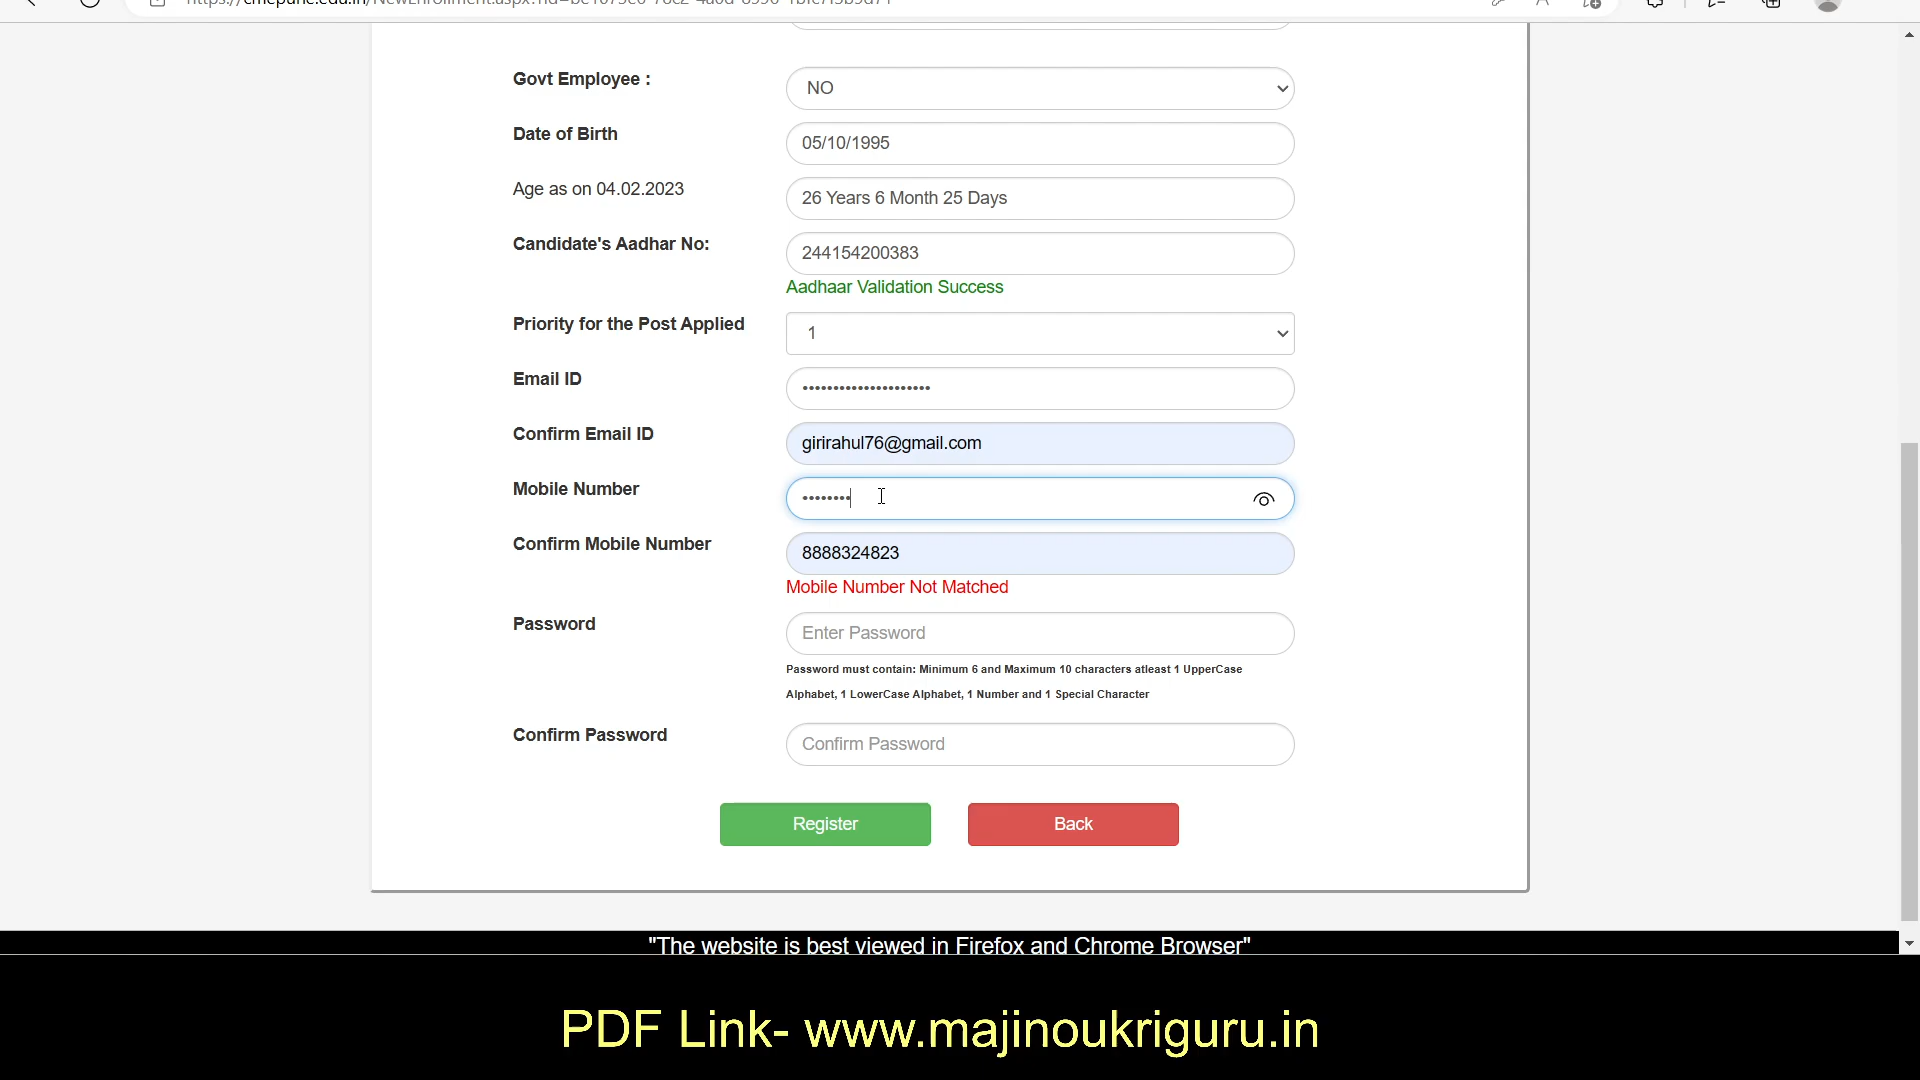 Govt Employee :
NO
Date of Birth
05/10/1995
Age as on 04.02.2023
26 Years 6 Month 25 Days
Candidate's Aadhar No:
244154200383
Aadhaar Validation Success
Priority for the Post Applied
1
Email ID
•••••••••••••••••••••
Confirm Email ID
girirahul76@gmail.com
Mobile Number
••••••••
Confirm Mobile Number
8888324823
Mobile Number Not Matched
Password
Enter Password
Password must contain: Minimum 6 and Maximum 10 characters atleast 1 UpperCase
Alphabet, 1 LowerCase Alphabet, 1 Number and 1 Special Character
Confirm Password
Confirm Password
Register
Back
"The website is best viewed in Firefox and Chrome Browser"
PDF Link- www.majinoukriguru.in